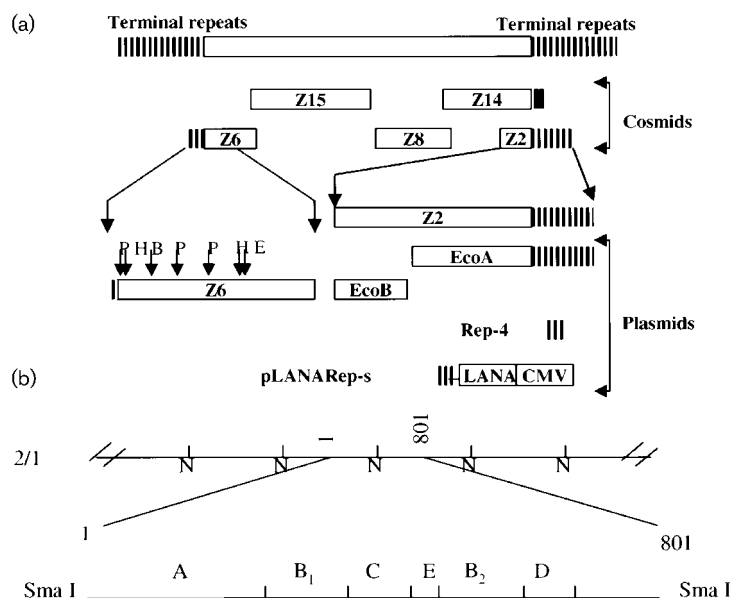 (a)
Terminal repeats Terminal repeats
Z15 Z14
Cosmids
Z6 Z8 Z2
Z2
P H B P P H E
EcoA
Z6 EcoB
Plasmids
Rep-4
(b)
pLANARep-s LANA CMV
1 801
2/1
N N N N N
1 801
A B1 C E B2 D
Sma I Sma I